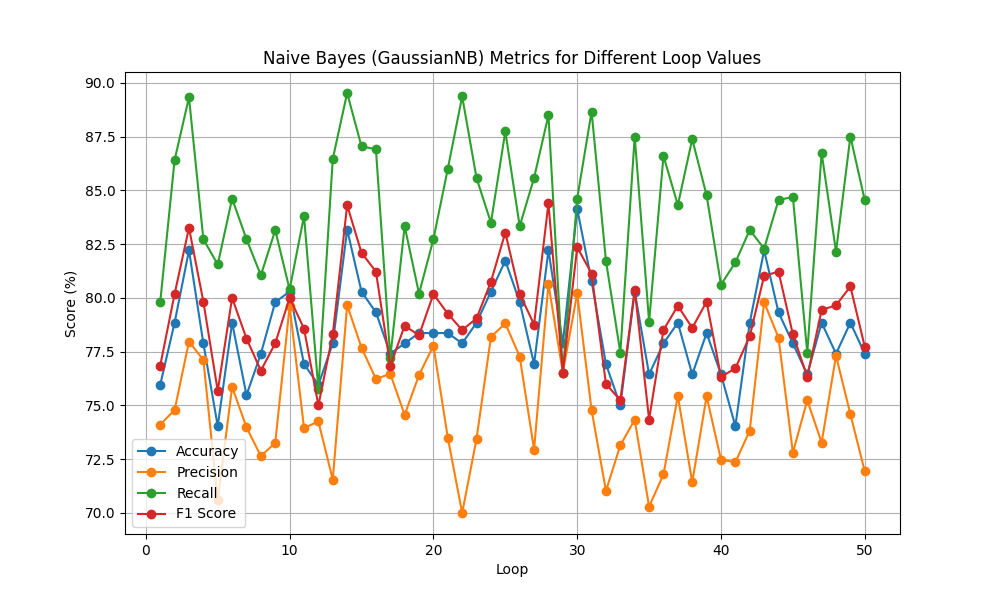 Naive Bayes (GaussianNB) Metrics for Different Loop Values
90.0
87.5
85.0
82.5
80.0
77.5
75.0
72.5
70.0
Score (%)
Accuracy
Precision
Recall
F1 Score
0 10 20 30 40 50
Loop